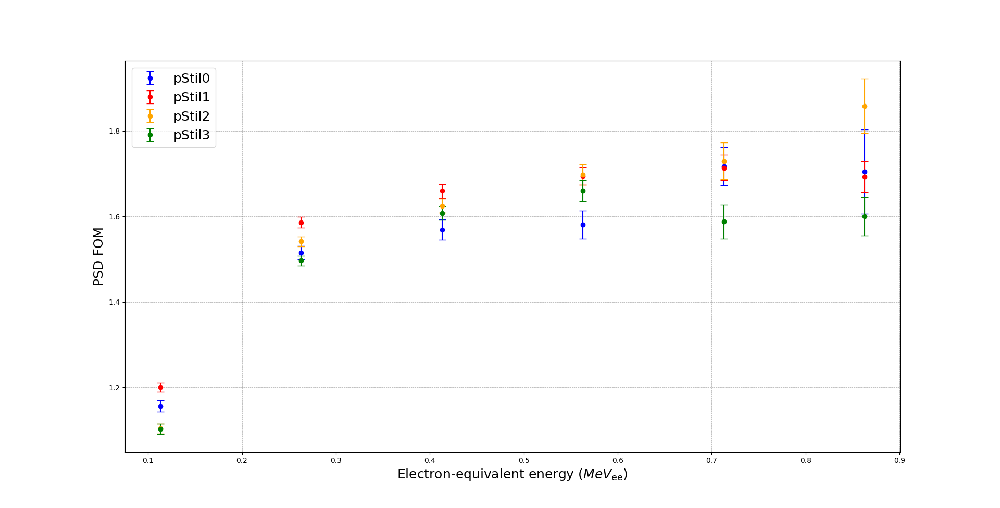 pStil0
pStil1
pStil2
pStil3
1.8
1.6
1.4
1.2
PSD FOM
0.1 0.2 0.3 0.4 0.5 0.6 0.7 0.8 0.9
Electron-equivalent energy (MeVee)